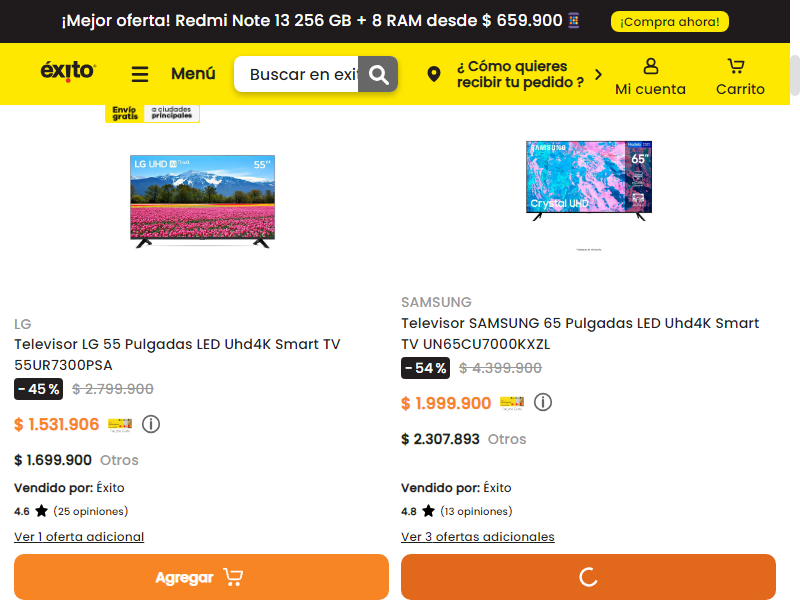 ¡Mejor oferta! Redmi Note 13 256 GB + 8 RAM desde $ 659.900
¡Compra ahora!
éxito
Menú
Buscar en exit
¿ Cómo quieres
recibir tu pedido ?
Mi cuenta
Carrito
Envío
gratis
a ciudades
principales
LG UHD AI ThinQ
55"
SAMSUNG
65"
Crystal UHD
LG
Televisor LG 55 Pulgadas LED Uhd4K Smart TV
55UR7300PSA
- 45 % $ 2.799.900
$ 1.531.906
$ 1.699.900 Otros
Vendido por: Éxito
4.6 (25 opiniones)
Ver 1 oferta adicional
Agregar
SAMSUNG
Televisor SAMSUNG 65 Pulgadas LED Uhd4K Smart
TV UN65CU7000KXZL
- 54 % $ 4.399.900
$ 1.999.900
$ 2.307.893 Otros
Vendido por: Éxito
4.8 (13 opiniones)
Ver 3 ofertas adicionales